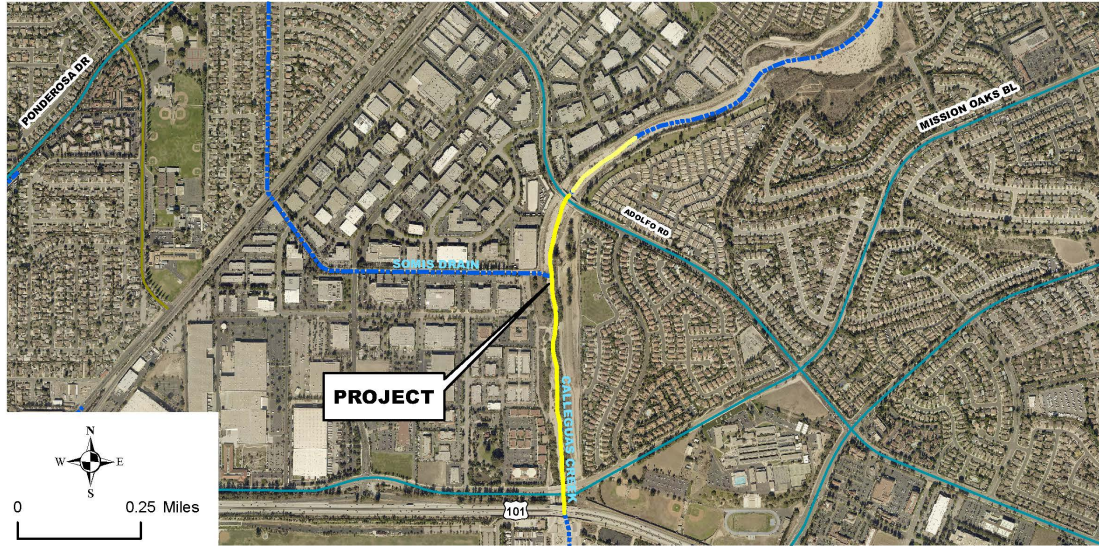 PONDEROSA DR
MISSION OAKS BL
ADOLFO RD
SOMIS DRAIN
PROJECT
CALLEGUAS CREEK
N
W E
S
0 0.25 Miles
101